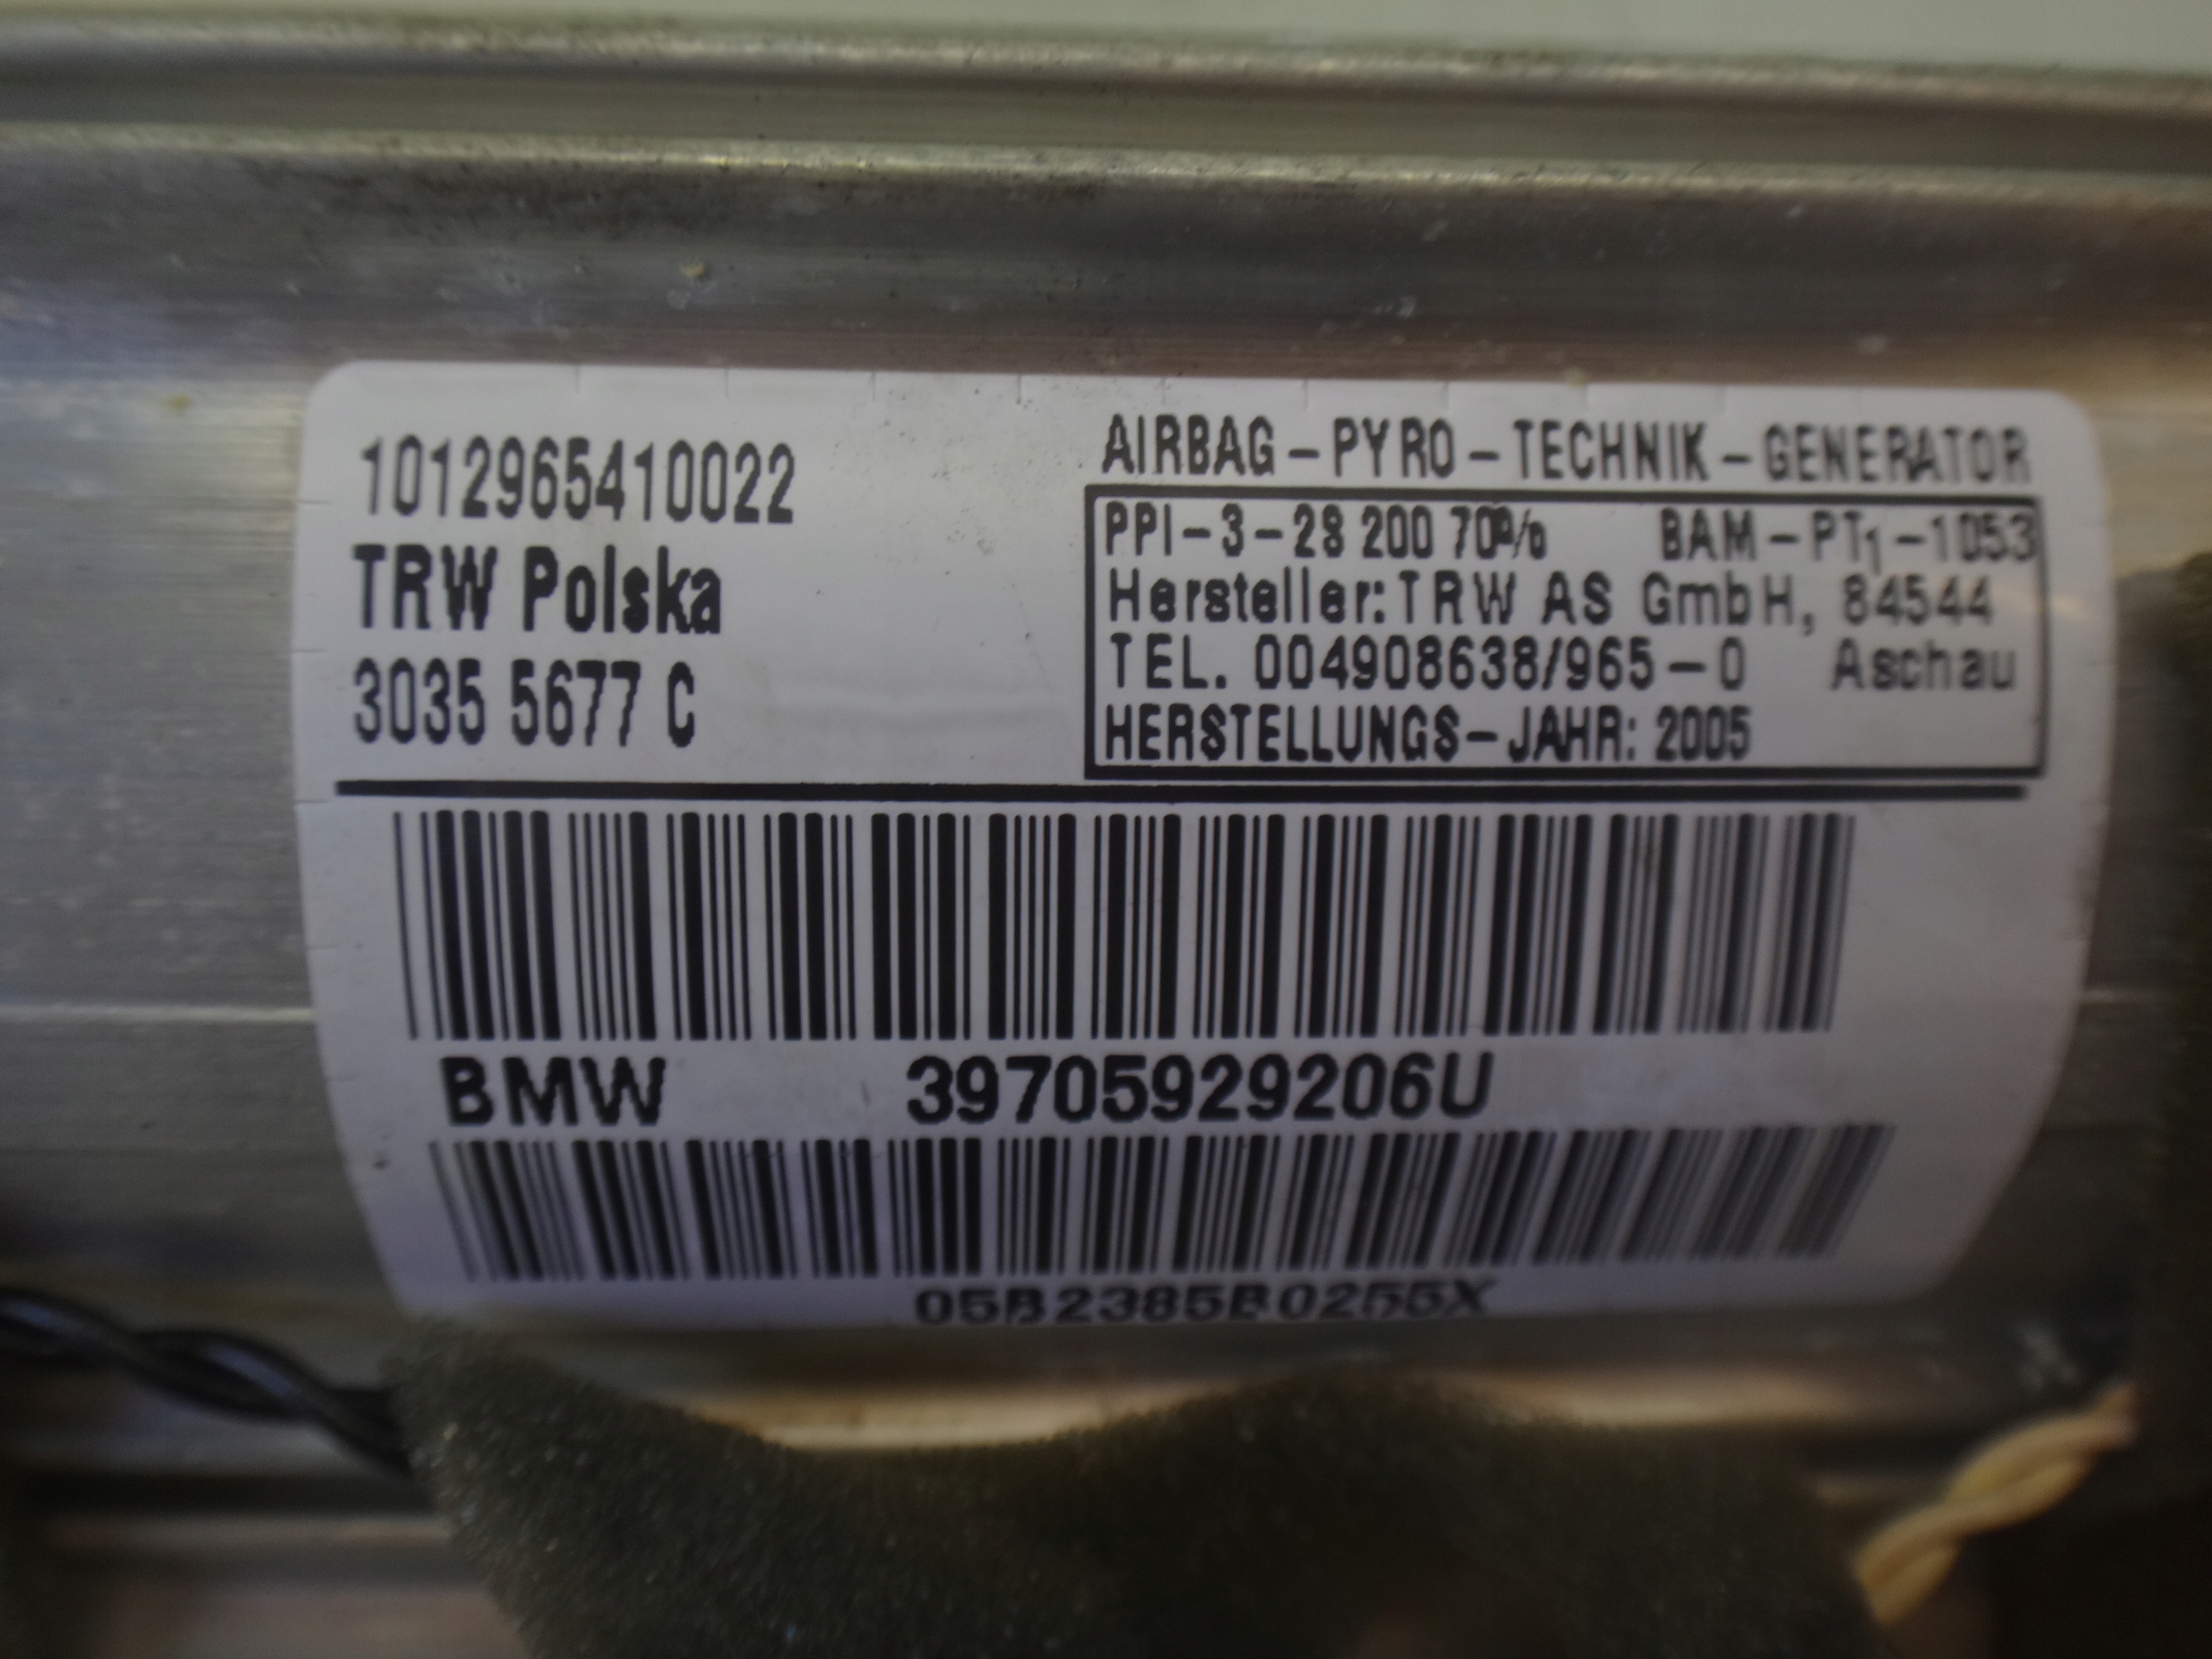 1012965410022
TRW Polska
3035 5677 C
AIRBAG-PYRO-TECHNIK-GENERATOR
PPI-3-28 200 70% BAM-PT1-1053
Hersteller:TRW AS GmbH, 84544
TEL. 004908638/965-0 Aschau
HERSTELLUNGS-JAHR: 2005
BMW 39705929206U
05B2385B0255X